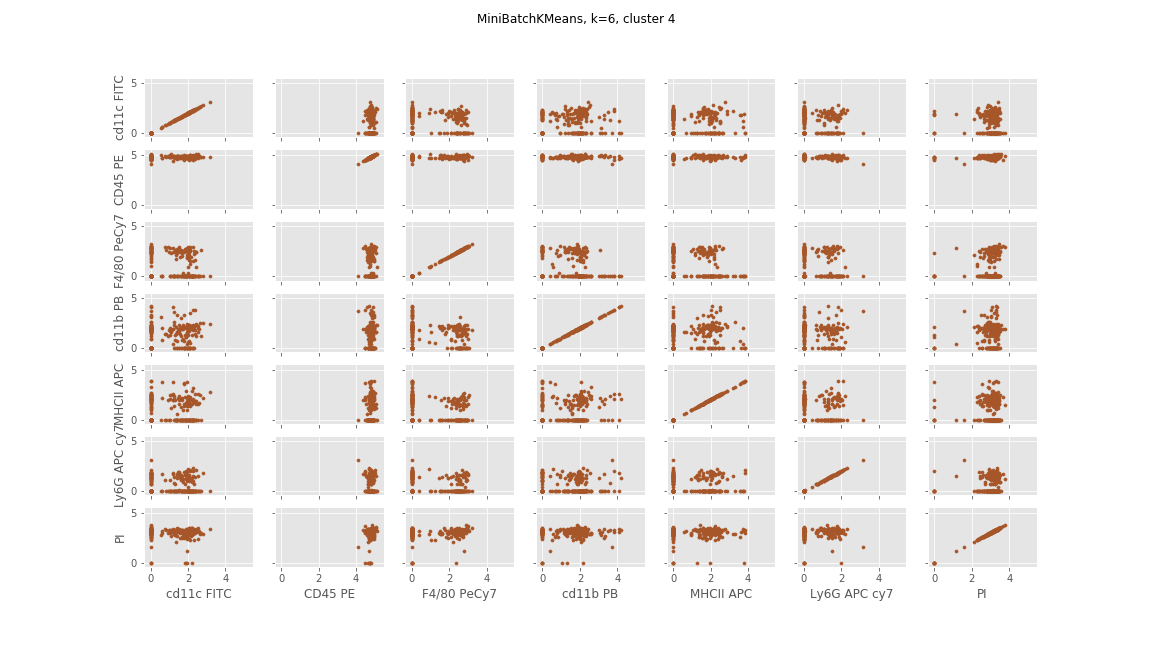 MiniBatchKMeans, k=6, cluster 4
cd11c FITC
5
0
CD45 PE
5
0
F4/80 PeCy7
5
0
cd11b PB
5
0
MHCII APC
5
0
Ly6G APC cy7
5
0
PI
5
0
0 2 4 0 2 4 0 2 4 0 2 4 0 2 4 0 2 4 0 2 4
cd11c FITC CD45 PE F4/80 PeCy7 cd11b PB MHCII APC Ly6G APC cy7 PI